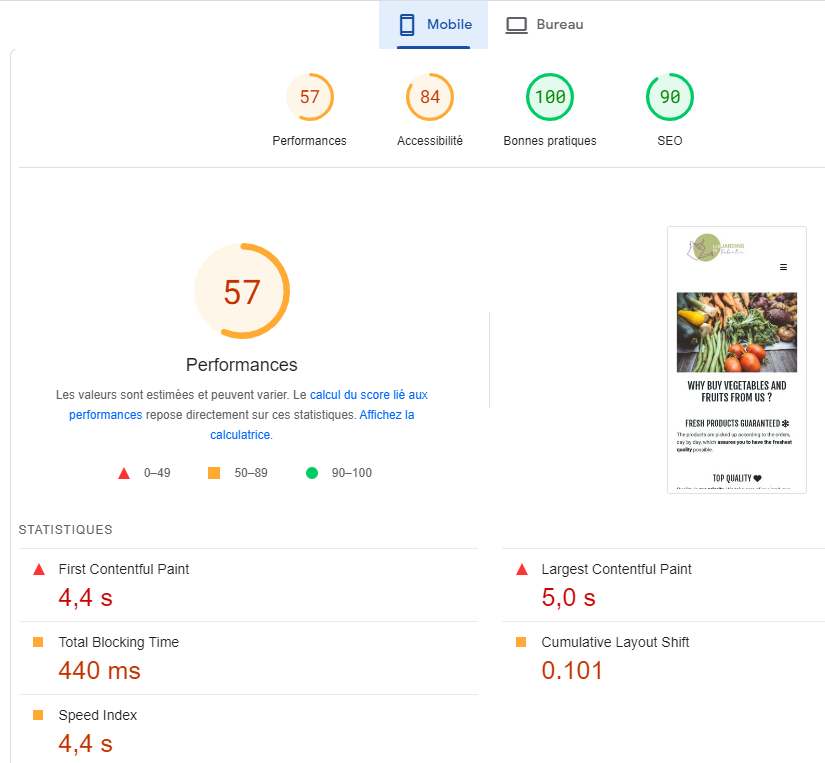 Mobile
Bureau
57
84
100
90
Performances
Accessibilité
Bonnes pratiques
SEO
57
Performances
Les valeurs sont estimées et peuvent varier. Le calcul du score lié aux
performances repose directement sur ces statistiques. Affichez la
calculatrice.
0–49
50–89
90–100
JARDINS
WHY BUY VEGETABLES AND
FRUITS FROM US ?
FRESH PRODUCTS GUARANTEED
The products are picked up according to the orders,
day by day, which assures you to have the freshest
quality possible.
TOP QUALITY
STATISTIQUES
First Contentful Paint
4,4 s
Largest Contentful Paint
5,0 s
Total Blocking Time
440 ms
Cumulative Layout Shift
0.101
Speed Index
4,4 s